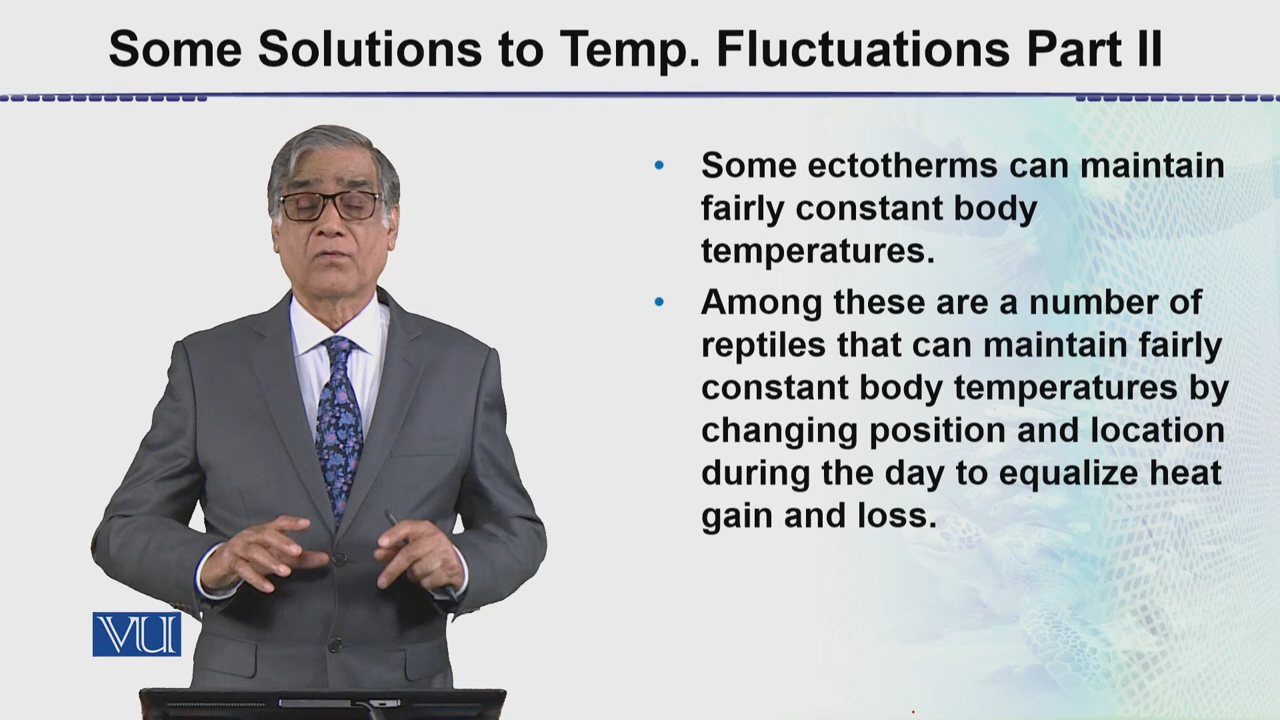 Some Solutions to Temp. Fluctuations Part II
• Some ectotherms can maintain
fairly constant body
temperatures.
• Among these are a number of
reptiles that can maintain fairly
constant body temperatures by
changing position and location
during the day to equalize heat
gain and loss.
VU